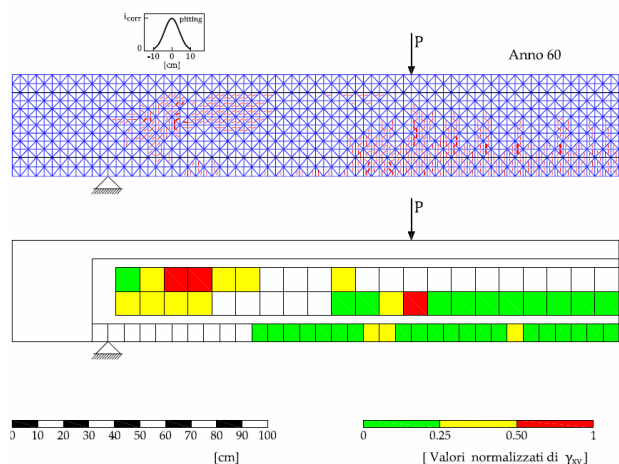 i_corr
pitting
0
-10 0 10
[cm]
P
Anno 60
P
0 10 20 30 40 50 60 70 80 90 100
[cm]
0 0.25 0.50 1
[ Valori normalizzati di γxy]